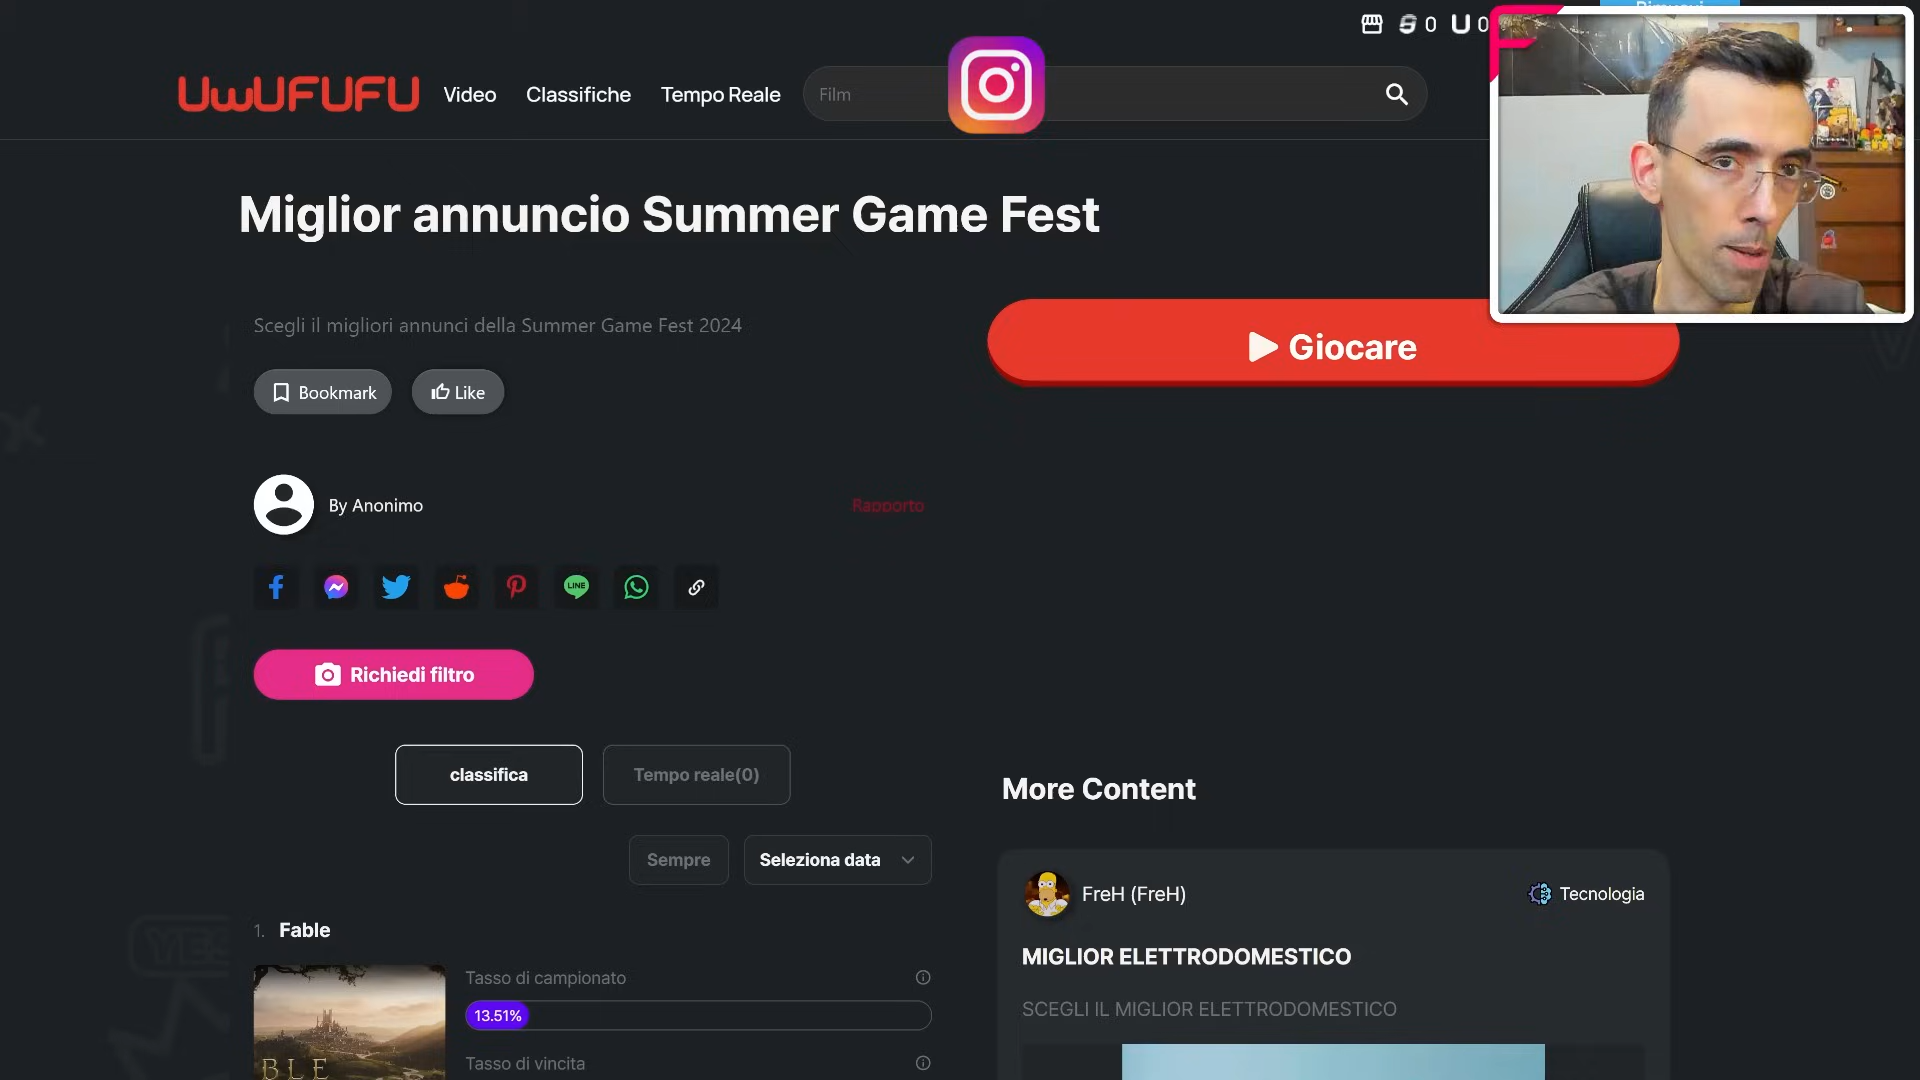 0 0
UwUFUFU Video Classifiche Tempo Reale Film
Miglior annuncio Summer Game Fest
Scegli il migliori annunci della Summer Game Fest 2024
Giocare
Bookmark Like
By Anonimo
Rapporto
LINE
Richiedi filtro
classifica Tempo reale(0)
Sempre Seleziona data
1. Fable
Tasso di campionato
13.51%
Tasso di vincita
BLE
More Content
FreH (FreH) Tecnologia
MIGLIOR ELETTRODOMESTICO
SCEGLI IL MIGLIOR ELETTRODOMESTICO